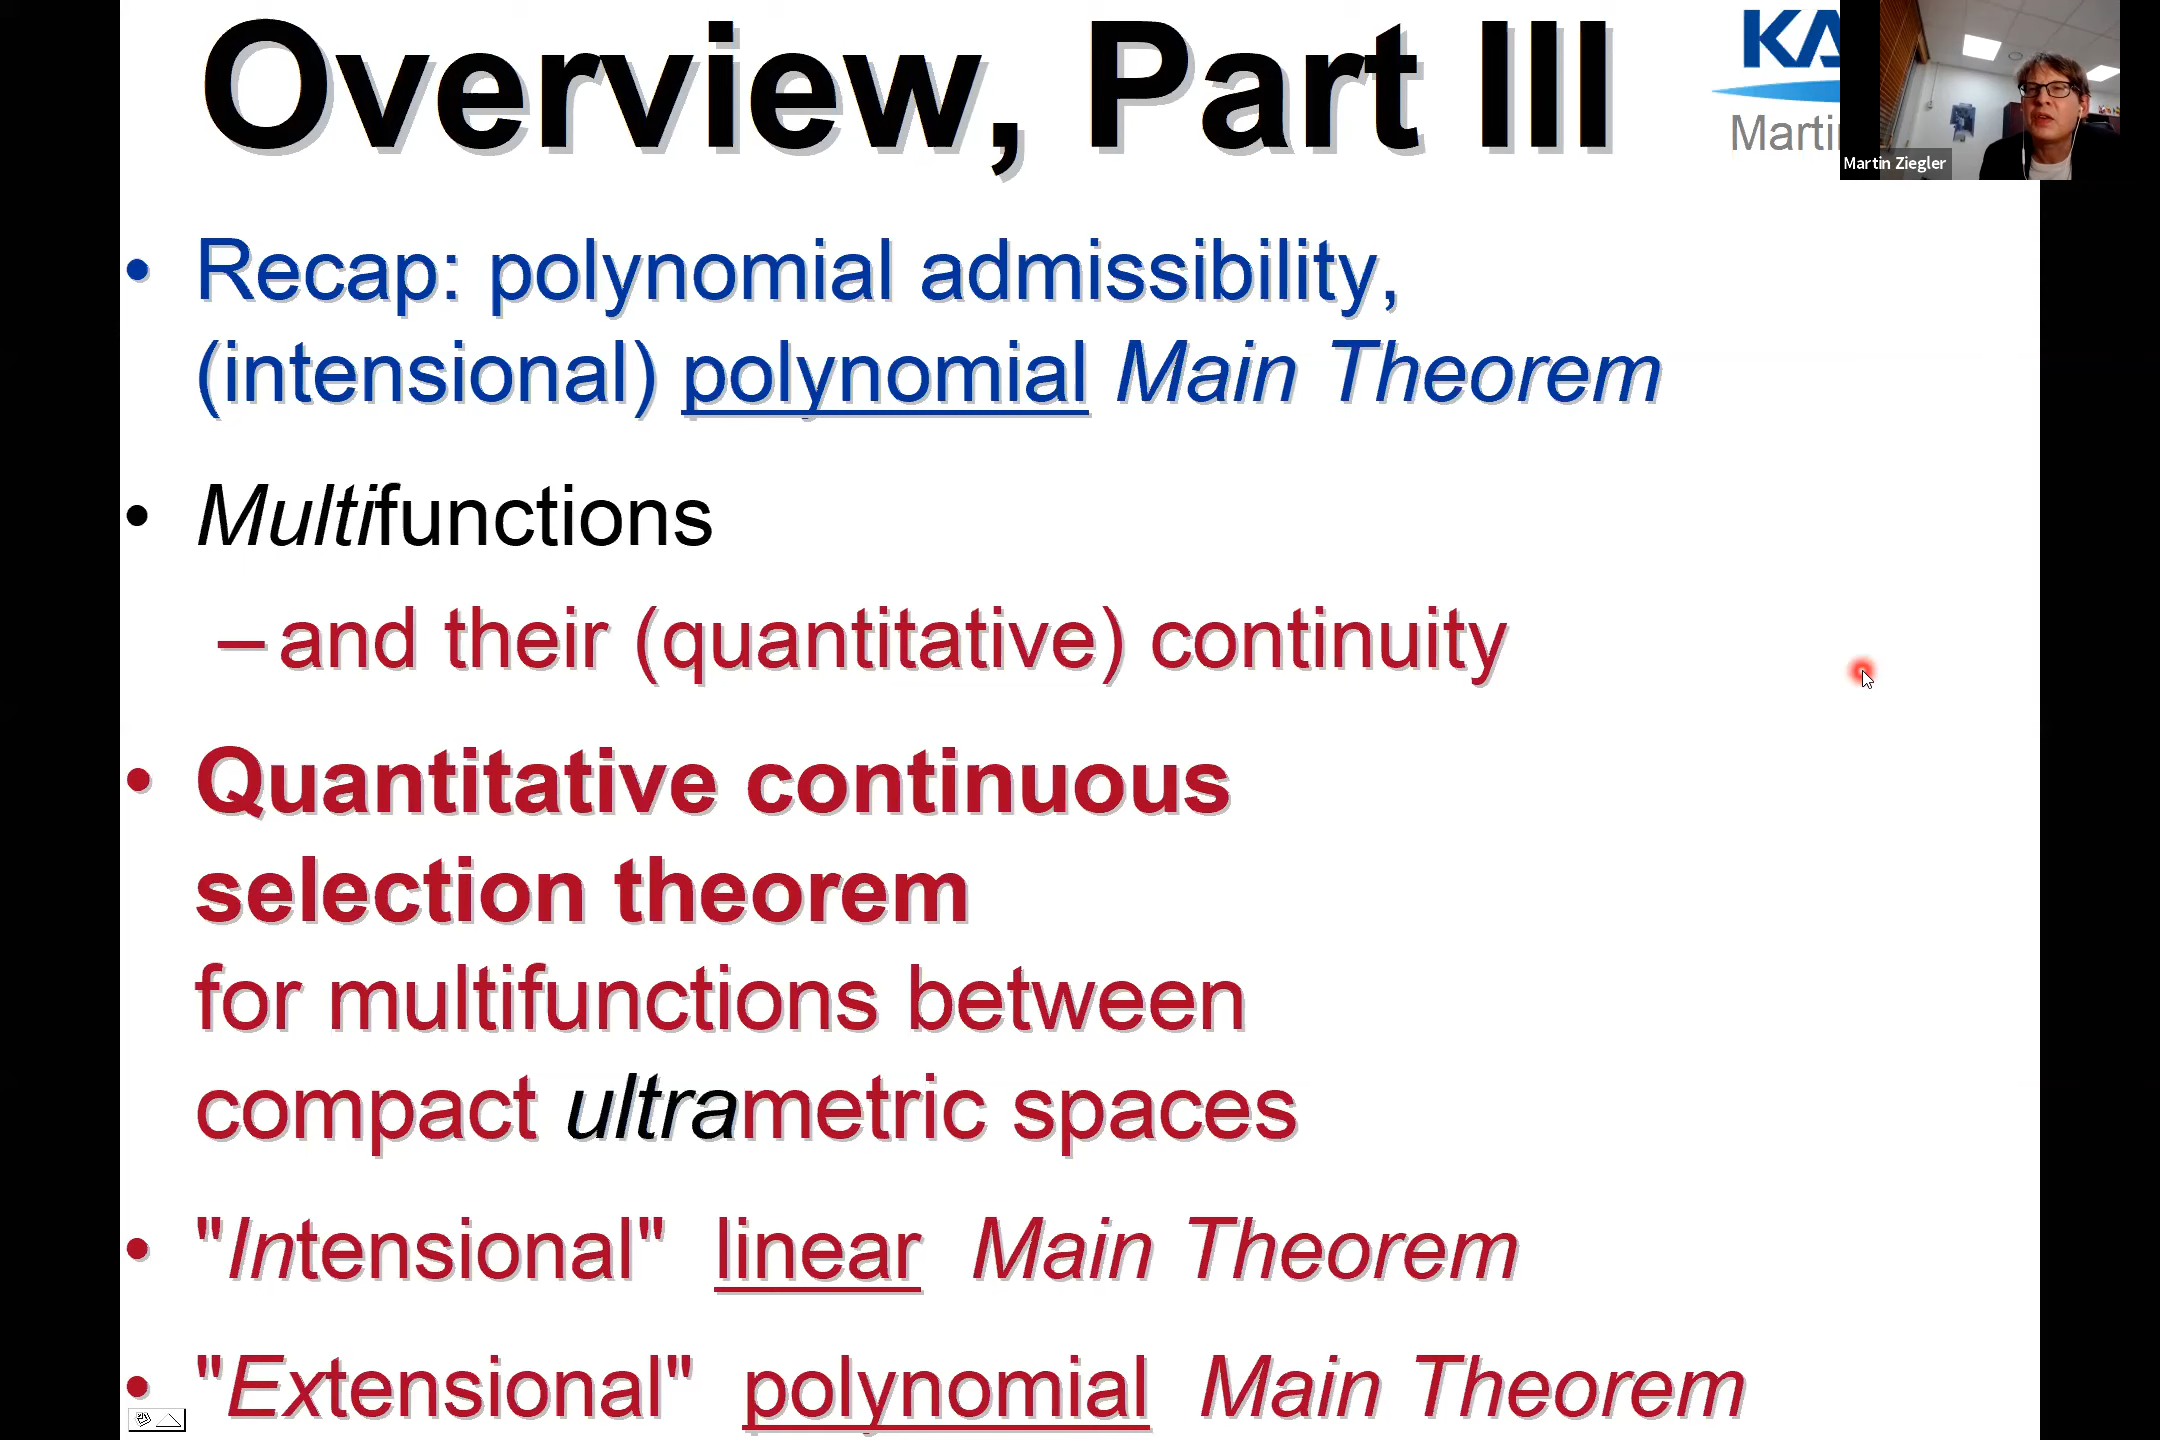 Overview, Part III
KA
Marti
Martin Ziegler
• Recap: polynomial admissibility,
(intensional) polynomial Main Theorem
• Multifunctions
– and their (quantitative) continuity
• Quantitative continuous
selection theorem
for multifunctions between
compact ultrametric spaces
• "Intensional" linear Main Theorem
• "Extensional" polynomial Main Theorem